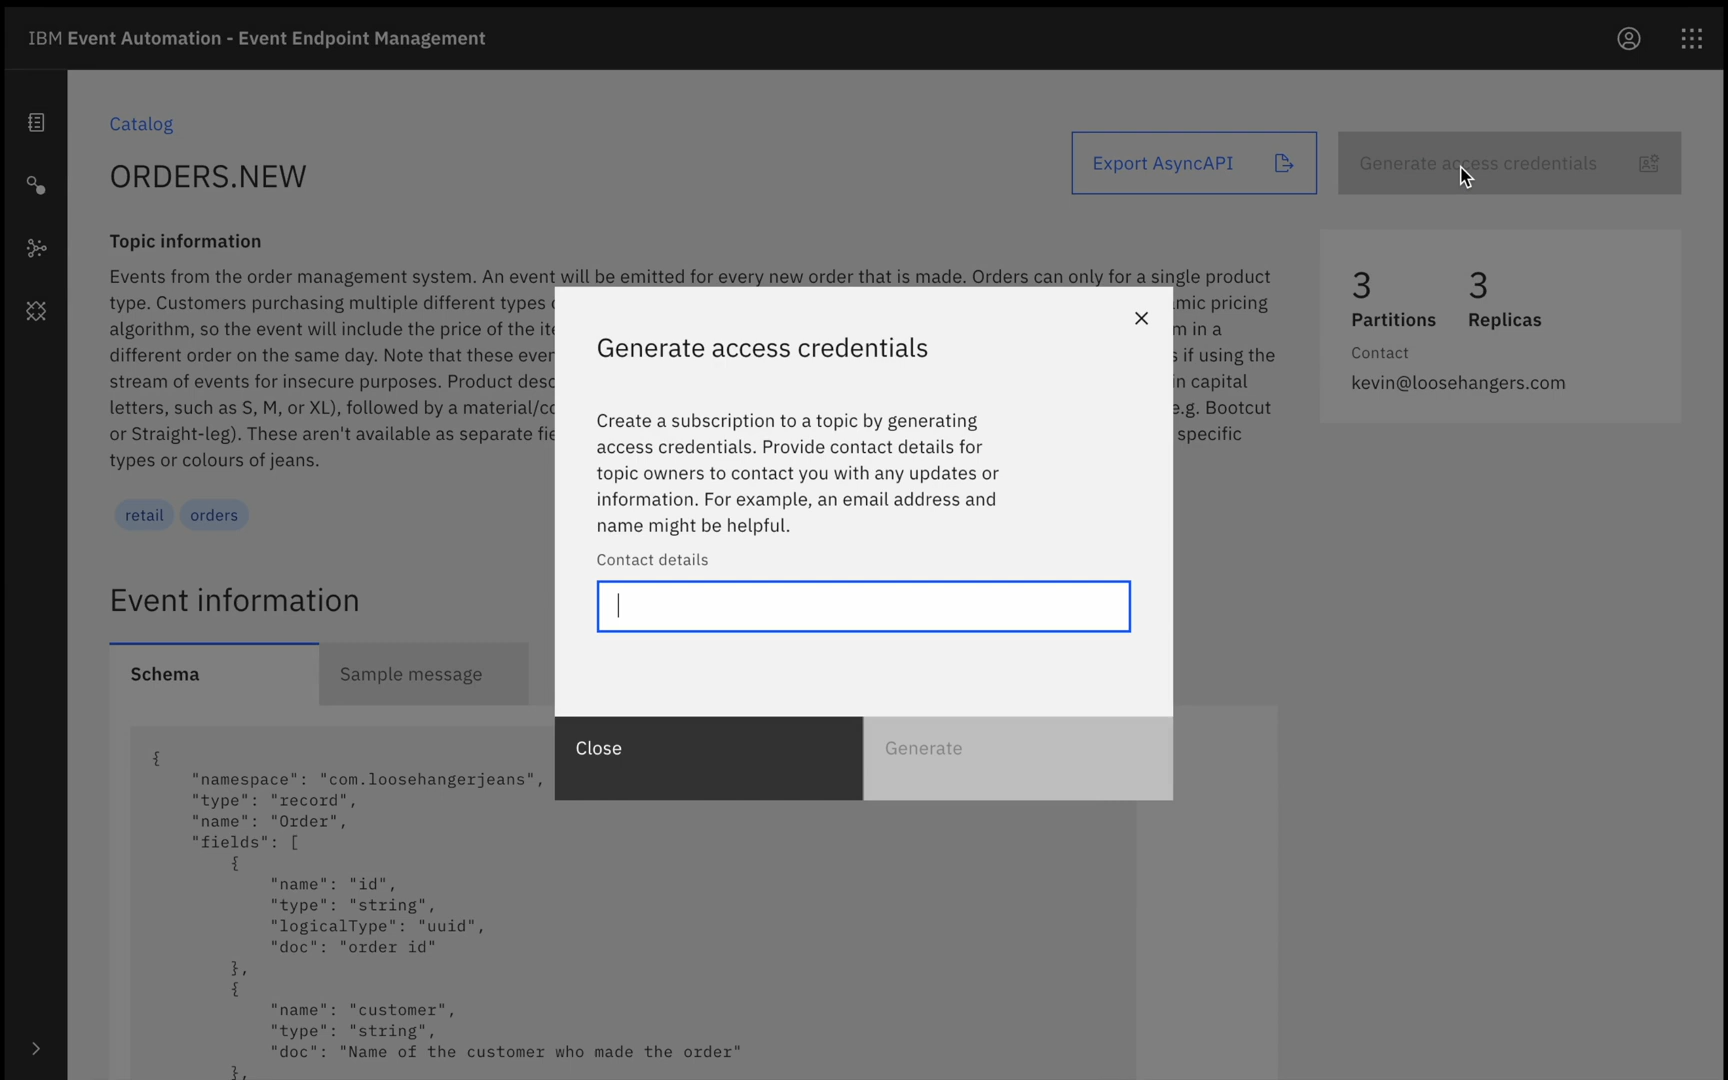 IBM Event Automation - Event Endpoint Management
Catalog
ORDERS.NEW
Export AsyncAPI
Generate access credentials
Topic information
Events from the order management system. An event will be emitted for every new order that is made. Orders can only for a single product
type. Customers purchasing multiple different types
algorithm, so the event will include the price of the
different order on the same day. Note that these
stream of events for insecure purposes. Product
letters, such as S, M, or XL), followed by a
or Straight-leg). These aren't available as separate
types or colours of jeans.
pricing
in a
if using the
in capital
e.g. Bootcut
specific
3
Partitions
3
Replicas
Contact
kevin@loosehangers.com
retail
orders
Generate access credentials
Create a subscription to a topic by generating
access credentials. Provide contact details for
topic owners to contact you with any updates or
information. For example, an email address and
name might be helpful.
Contact details
Close
Generate
Event information
Schema
Sample message
{
"namespace": "com.loosehangerjeans",
"type": "record",
"name": "Order",
"fields": [
{
"name": "id",
"type": "string",
"logicalType": "uuid",
"doc": "order id"
},
{
"name": "customer",
"type": "string",
"doc": "Name of the customer who made the order"
},